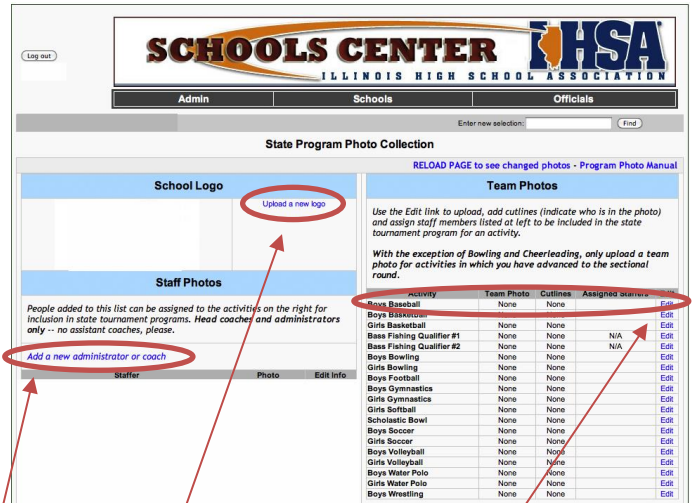 Log out
SCHOOLS CENTER IHSA
ILLINOIS HIGH SCHOOL ASSOCIATION
Admin Schools Officials
Enter new selection: Find
State Program Photo Collection
RELOAD PAGE to see changed photos - Program Photo Manual
School Logo
Upload a new logo
Staff Photos
People added to this list can be assigned to the activities on the right for
inclusion in state tournament programs. Head coaches and administrators
only -- no assistant coaches, please.
Add a new administrator or coach
Staffer Photo Edit Info
Team Photos
Use the Edit link to upload, add cutlines (indicate who is in the photo)
and assign staff members listed at left to be included in the state
tournament program for an activity.
With the exception of Bowling and Cheerleading, only upload a team
photo for activities in which you have advanced to the sectional
round.
Activity Team Photo Cutlines Assigned Staffers Edit
Boys Baseball None None Edit
Boys Basketball None None Edit
Girls Basketball None None Edit
Bass Fishing Qualifier #1 None None N/A Edit
Bass Fishing Qualifier #2 None None N/A Edit
Boys Bowling None None Edit
Girls Bowling None None Edit
Boys Football None None Edit
Boys Gymnastics None None Edit
Girls Gymnastics None None Edit
Girls Softball None None Edit
Scholastic Bowl None None Edit
Boys Soccer None None Edit
Girls Soccer None None Edit
Boys Volleyball None None Edit
Girls Volleyball None None Edit
Boys Water Polo None None Edit
Girls Water Polo None None Edit
Boys Wrestling None None Edit